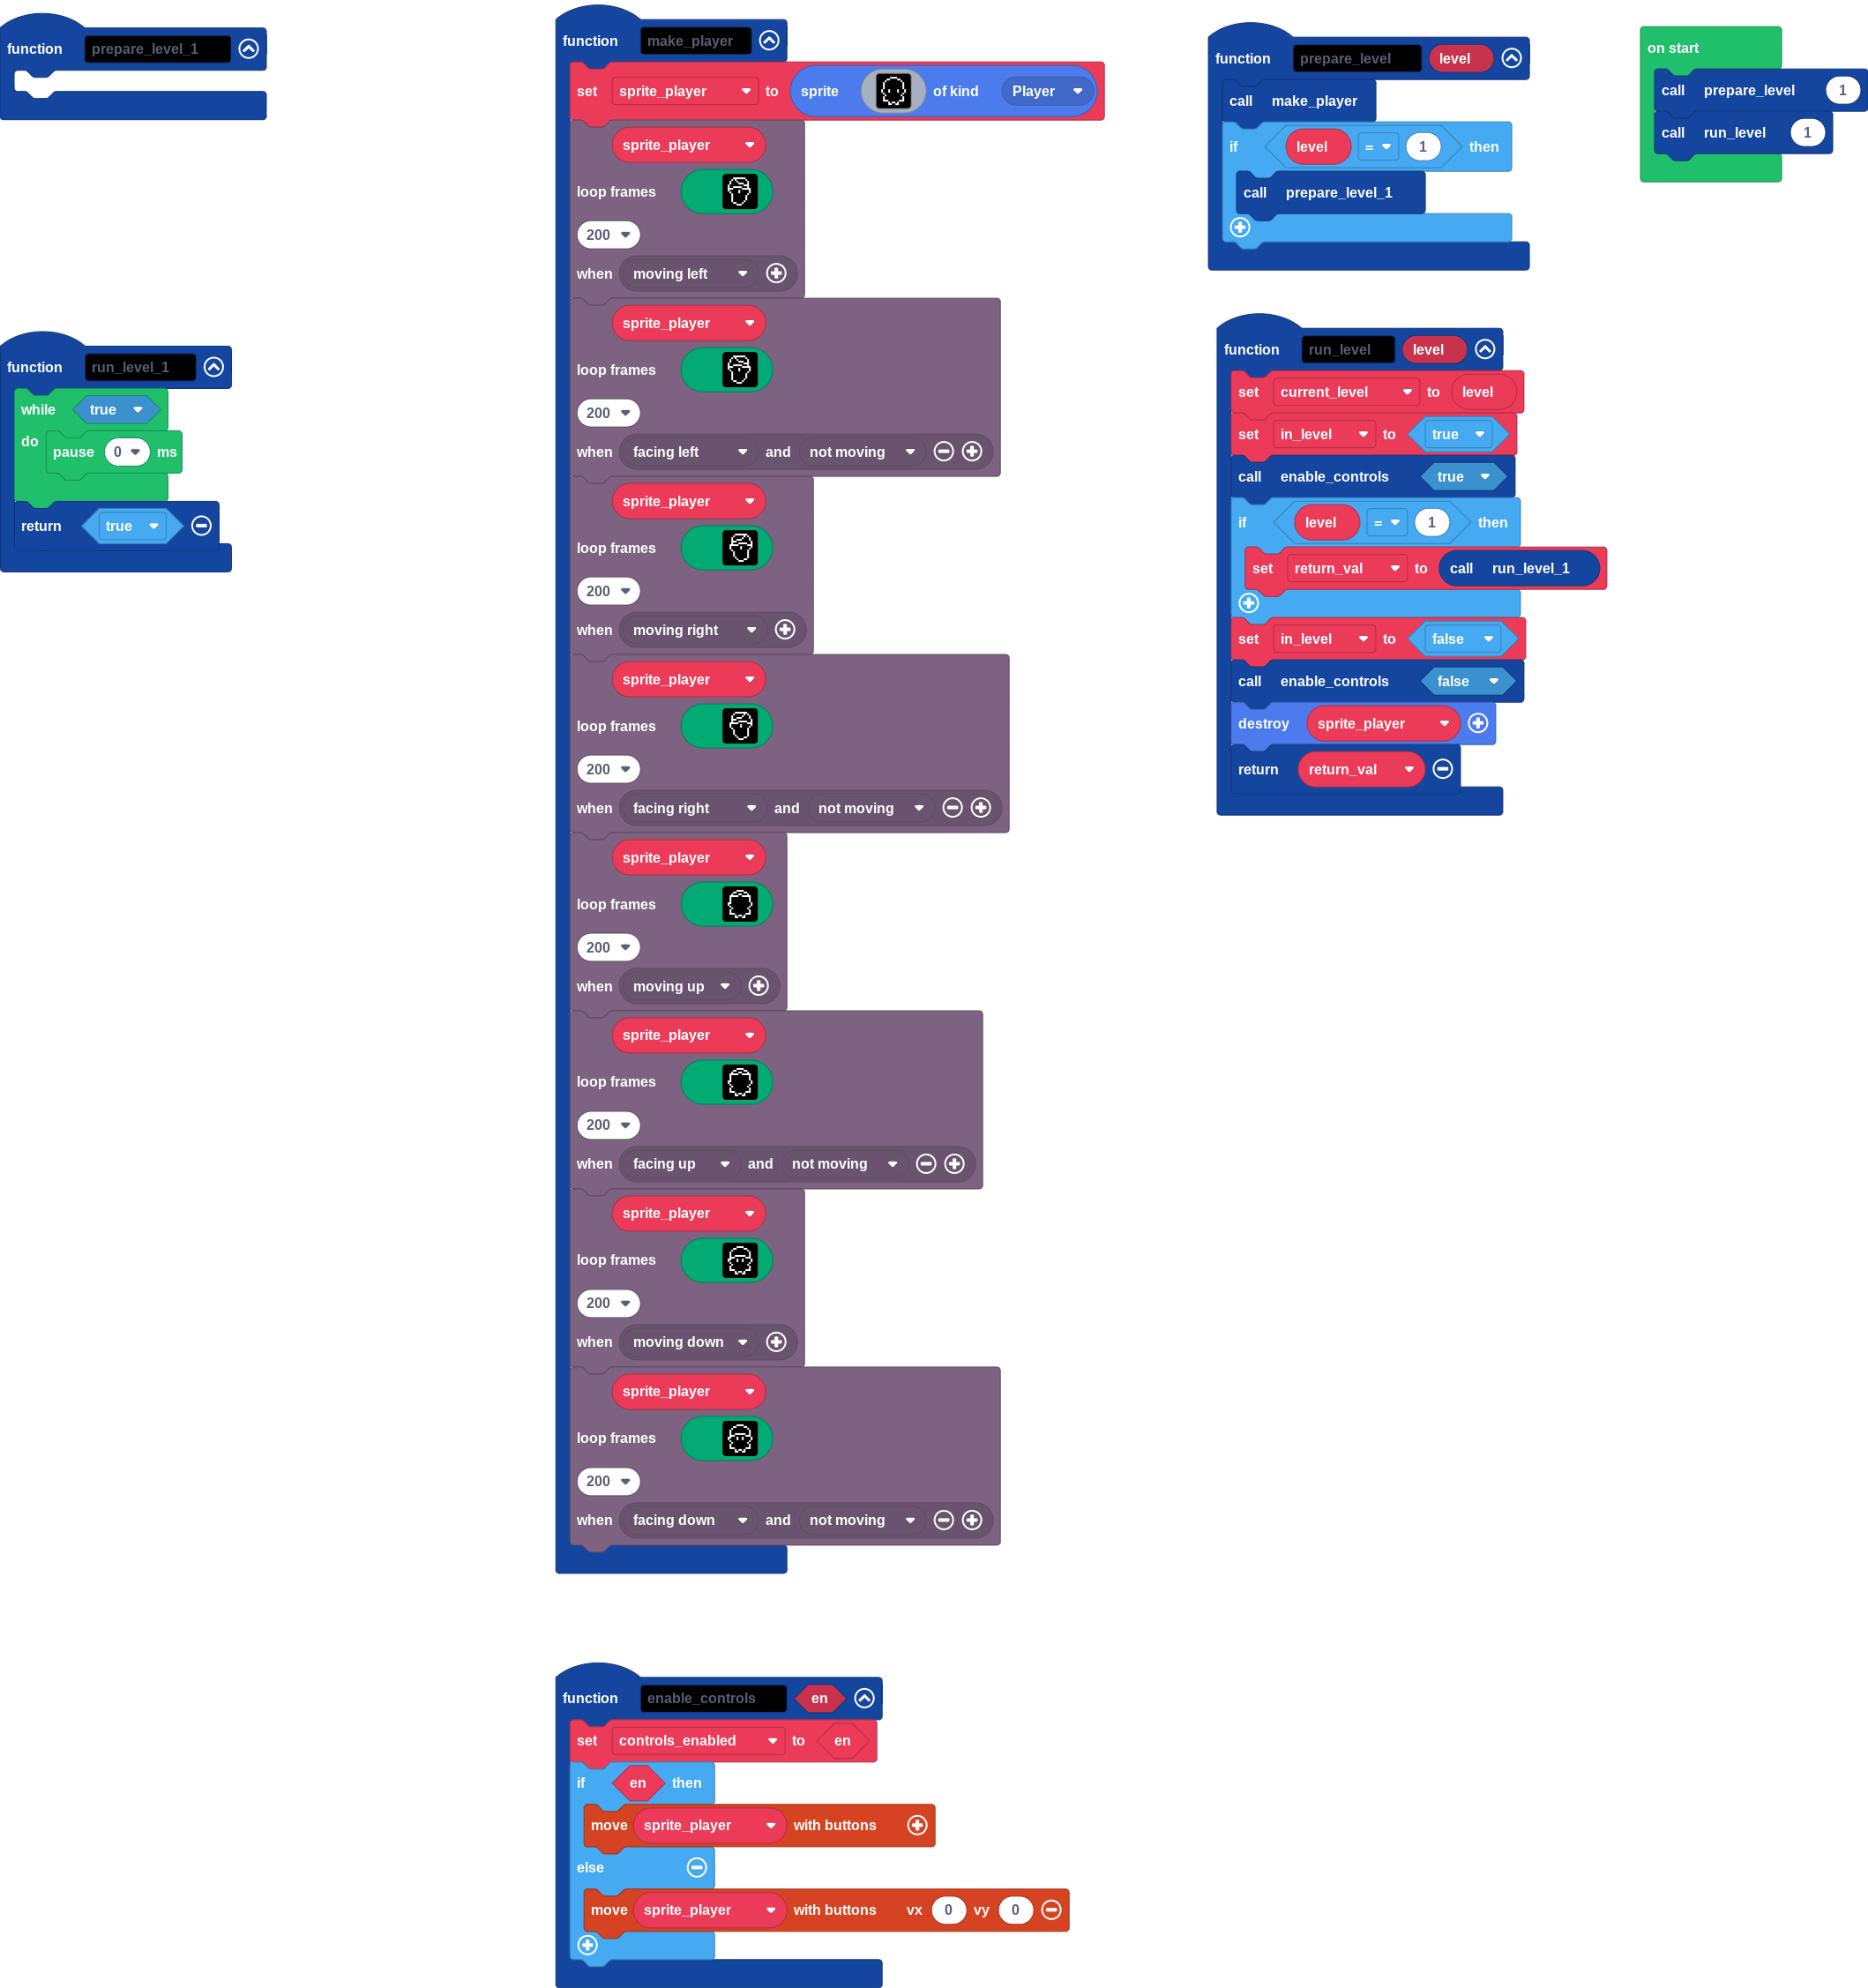 function prepare_level_1
function run_level_1
while true
do pause 0 ms
return true
function make_player
set sprite_player to sprite of kind Player
sprite_player
loop frames
200
when moving left
sprite_player
loop frames
200
when facing left and not moving
sprite_player
loop frames
200
when moving right
sprite_player
loop frames
200
when facing right and not moving
sprite_player
loop frames
200
when moving up
sprite_player
loop frames
200
when facing up and not moving
sprite_player
loop frames
200
when moving down
sprite_player
loop frames
200
when facing down and not moving
function enable_controls en
set controls_enabled to en
if en then
move sprite_player with buttons
else
move sprite_player with buttons vx 0 vy 0
function prepare_level level
call make_player
if level = 1 then
call prepare_level_1
function run_level level
set current_level to level
set in_level to true
call enable_controls true
if level = 1 then
set return_val to call run_level_1
set in_level to false
call enable_controls false
destroy sprite_player
return return_val
on start
call prepare_level 1
call run_level 1